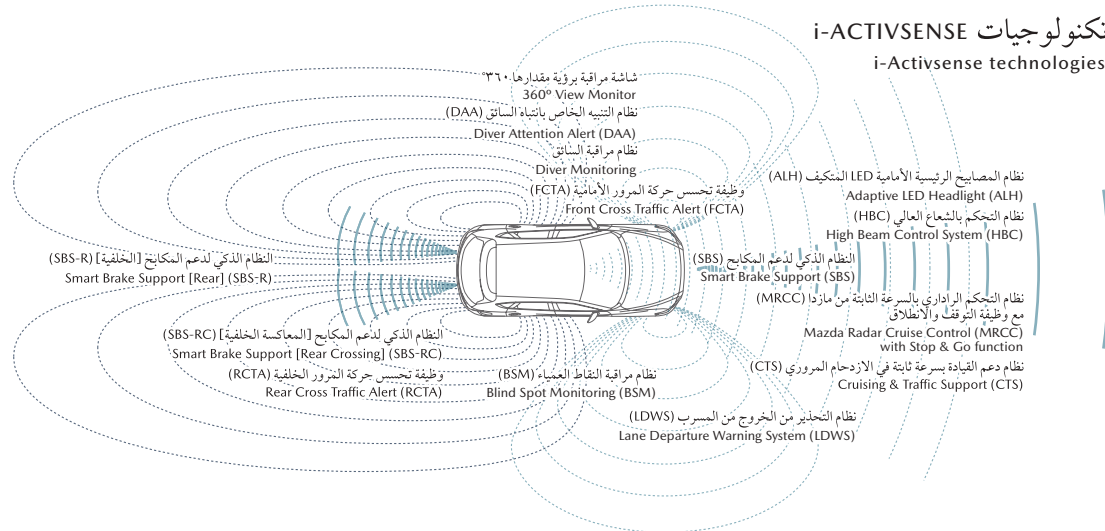 تكنولوجيات i-ACTIVSENSE
i-Activsense technologies
شاشة مراقبة برؤية مقدارها ٣٦٠°
360º View Monitor
نظام التنبيه الخاص بانتباه السائق (DAA)
Diver Attention Alert (DAA)
نظام مراقبة السائق
Diver Monitoring
وظيفة تحسس حركة المرور الأمامية (FCTA)
Front Cross Traffic Alert (FCTA)
نظام المصابيح الرئيسية الأمامية LED المتكيف (ALH)
Adaptive LED Headlight (ALH)
نظام التحكم بالشعاع العالي (HBC)
High Beam Control System (HBC)
النظام الذكي لدعم المكابح (SBS)
Smart Brake Support (SBS)
النظام الذكي لدعم المكابح [الخلفية] (SBS-R)
Smart Brake Support [Rear] (SBS-R)
نظام التحكم الراداري بالسرعة الثابتة من مازدا (MRCC)
مع وظيفة التوقف والانطلاق
Mazda Radar Cruise Control (MRCC)
with Stop & Go function
النظام الذكي لدعم المكابح [المعاكسة الخلفية] (SBS-RC)
Smart Brake Support [Rear Crossing] (SBS-RC)
وظيفة تحسس حركة المرور الخلفية (RCTA)
Rear Cross Traffic Alert (RCTA)
نظام مراقبة النقاط العمياء (BSM)
Blind Spot Monitoring (BSM)
نظام دعم القيادة بسرعة ثابتة في الازدحام المروري (CTS)
Cruising & Traffic Support (CTS)
نظام التحذير من الخروج من المسرب (LDWS)
Lane Departure Warning System (LDWS)